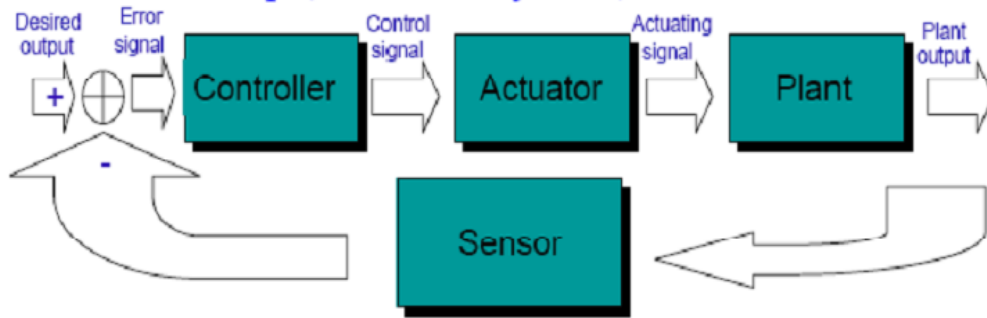 Desired
output
Error
signal
Control
signal
Actuating
signal
Plant
output
+
Controller
Actuator
Plant
-
Sensor